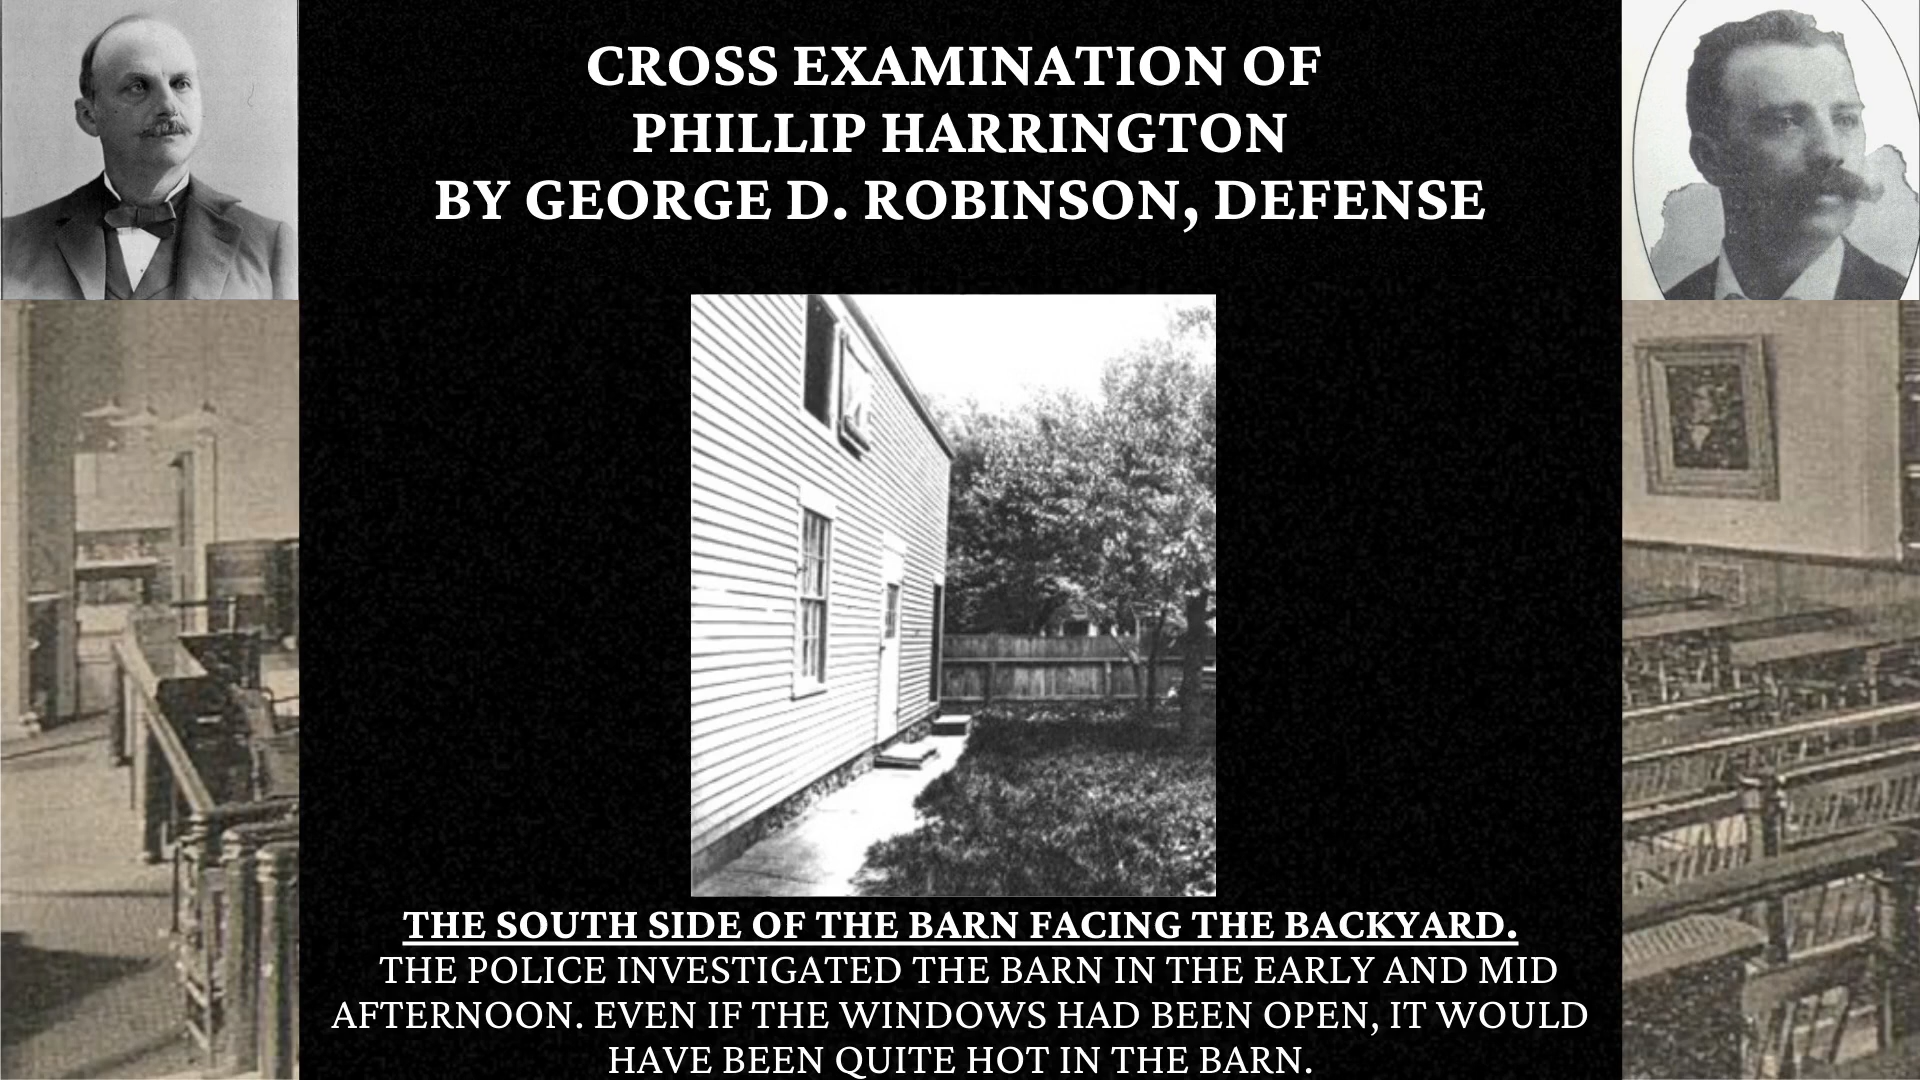 CROSS EXAMINATION OF
PHILLIP HARRINGTON
BY GEORGE D. ROBINSON, DEFENSE
THE SOUTH SIDE OF THE BARN FACING THE BACKYARD.
THE POLICE INVESTIGATED THE BARN IN THE EARLY AND MID
AFTERNOON. EVEN IF THE WINDOWS HAD BEEN OPEN, IT WOULD
HAVE BEEN QUITE HOT IN THE BARN.